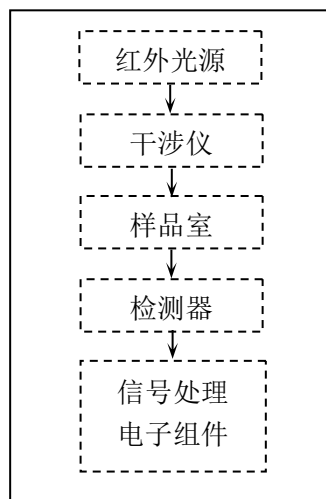 红外光源
干涉仪
样品室
检测器
信号处理
电子组件